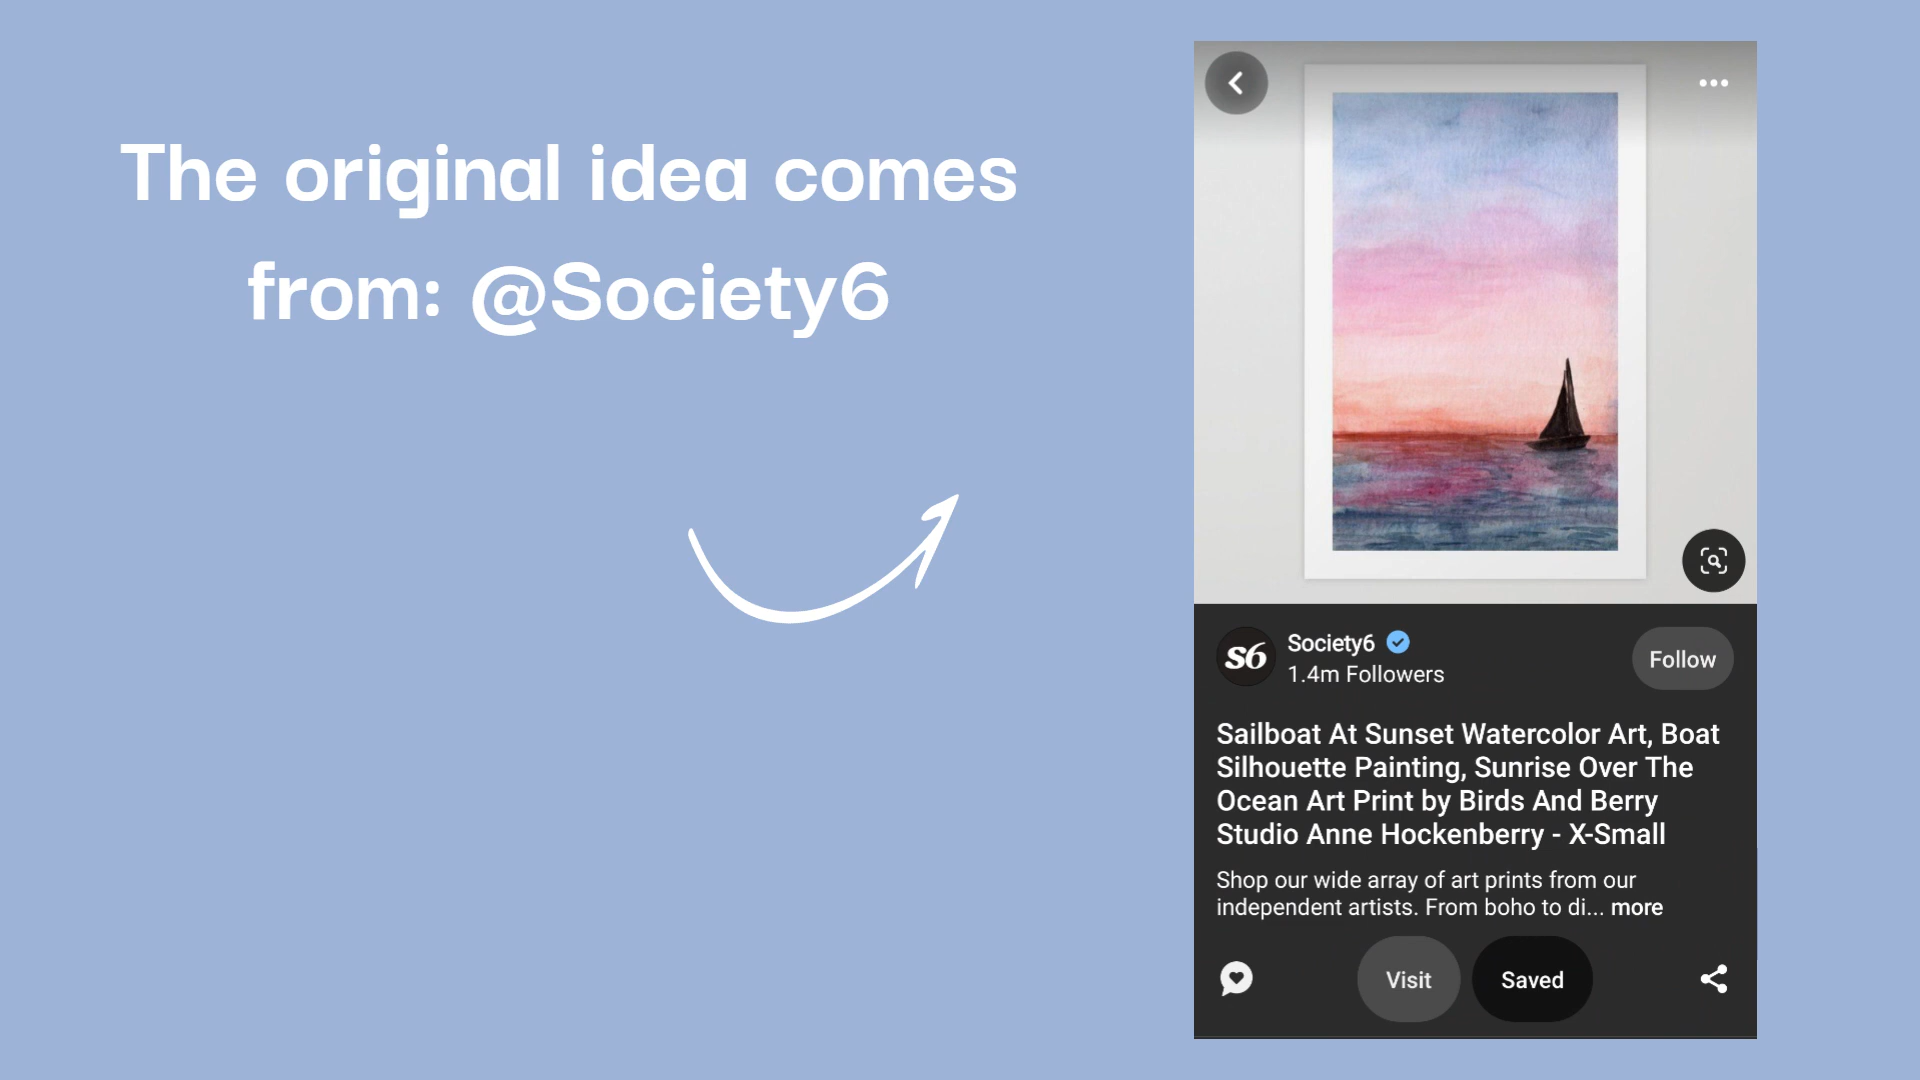 The original idea comes
from: @Society6
S6
Society6
1.4m Followers
Follow
Sailboat At Sunset Watercolor Art, Boat
Silhouette Painting, Sunrise Over The
Ocean Art Print by Birds And Berry
Studio Anne Hockenberry - X-Small
Shop our wide array of art prints from our
independent artists. From boho to di... more
Visit
Saved